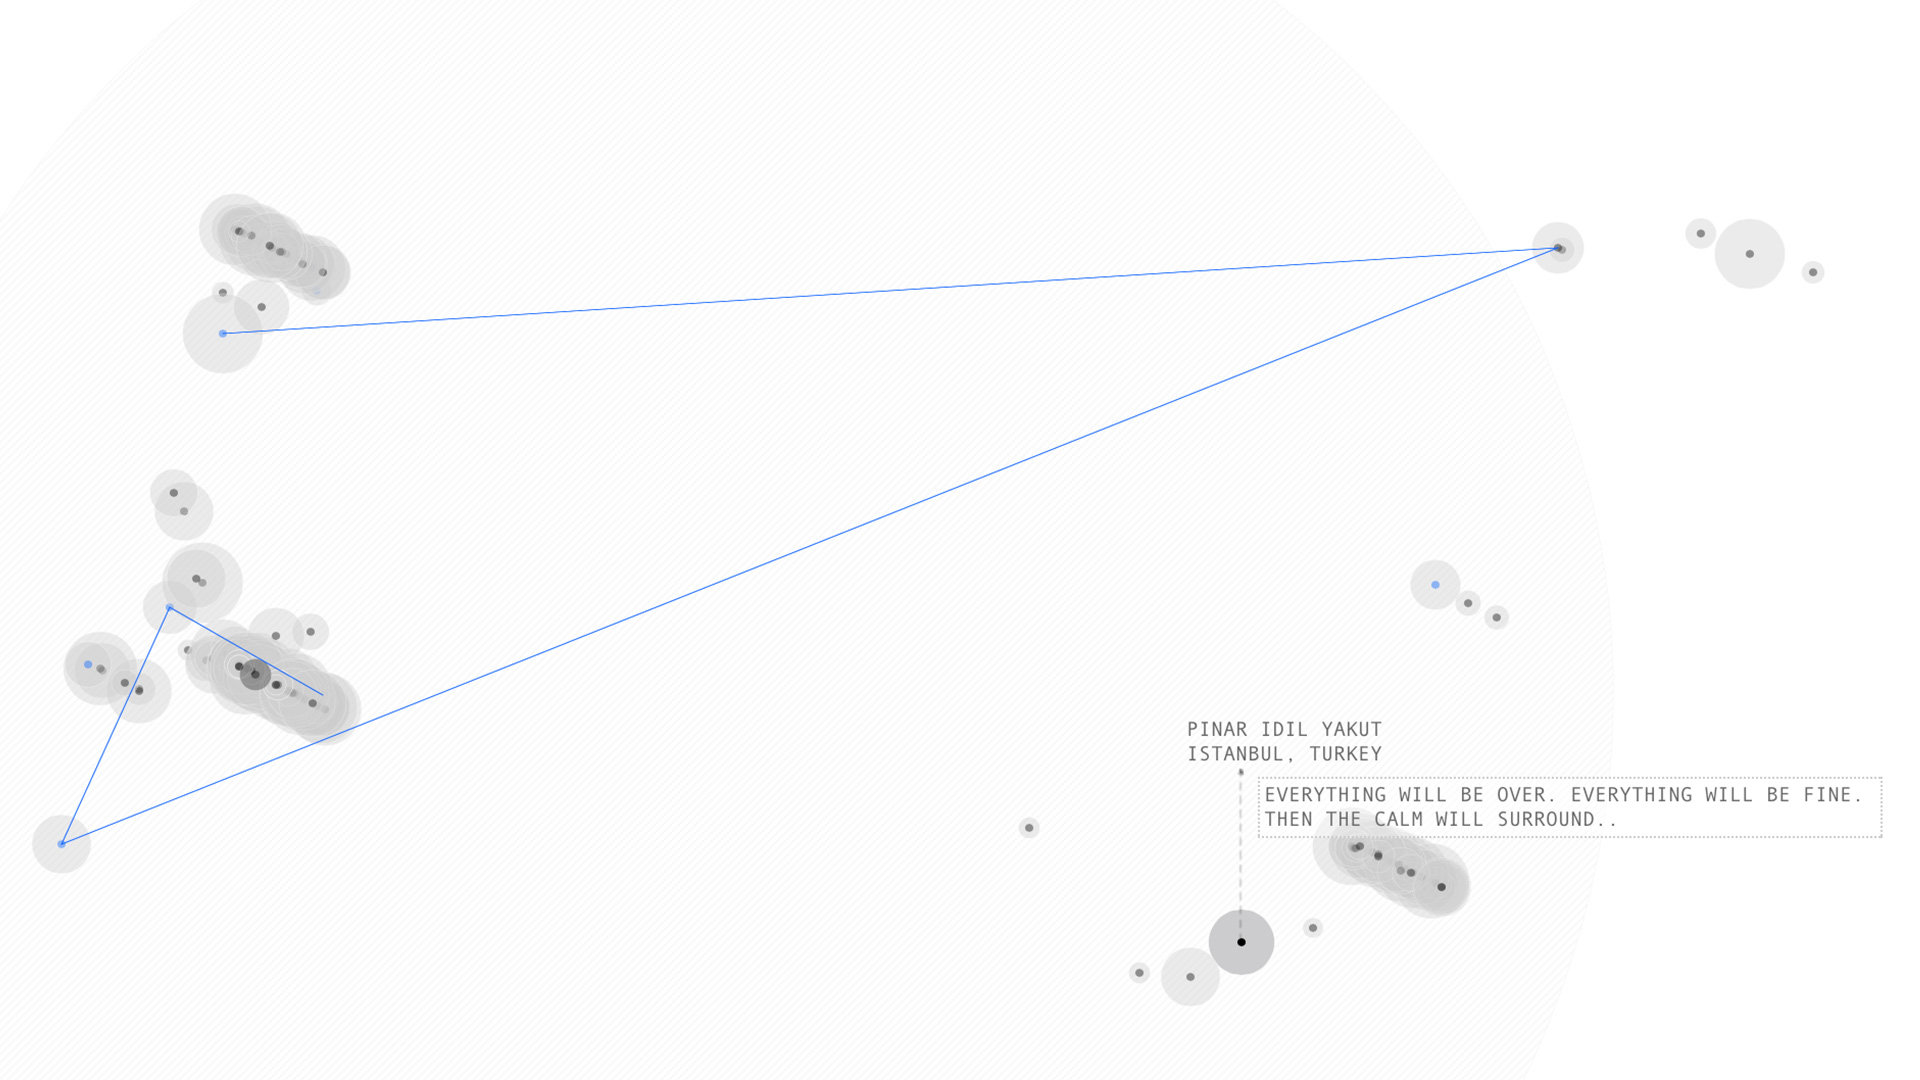 PINAR IDIL YAKUT
ISTANBUL, TURKEY
EVERYTHING WILL BE OVER. EVERYTHING WILL BE FINE.
THEN THE CALM WILL SURROUND..